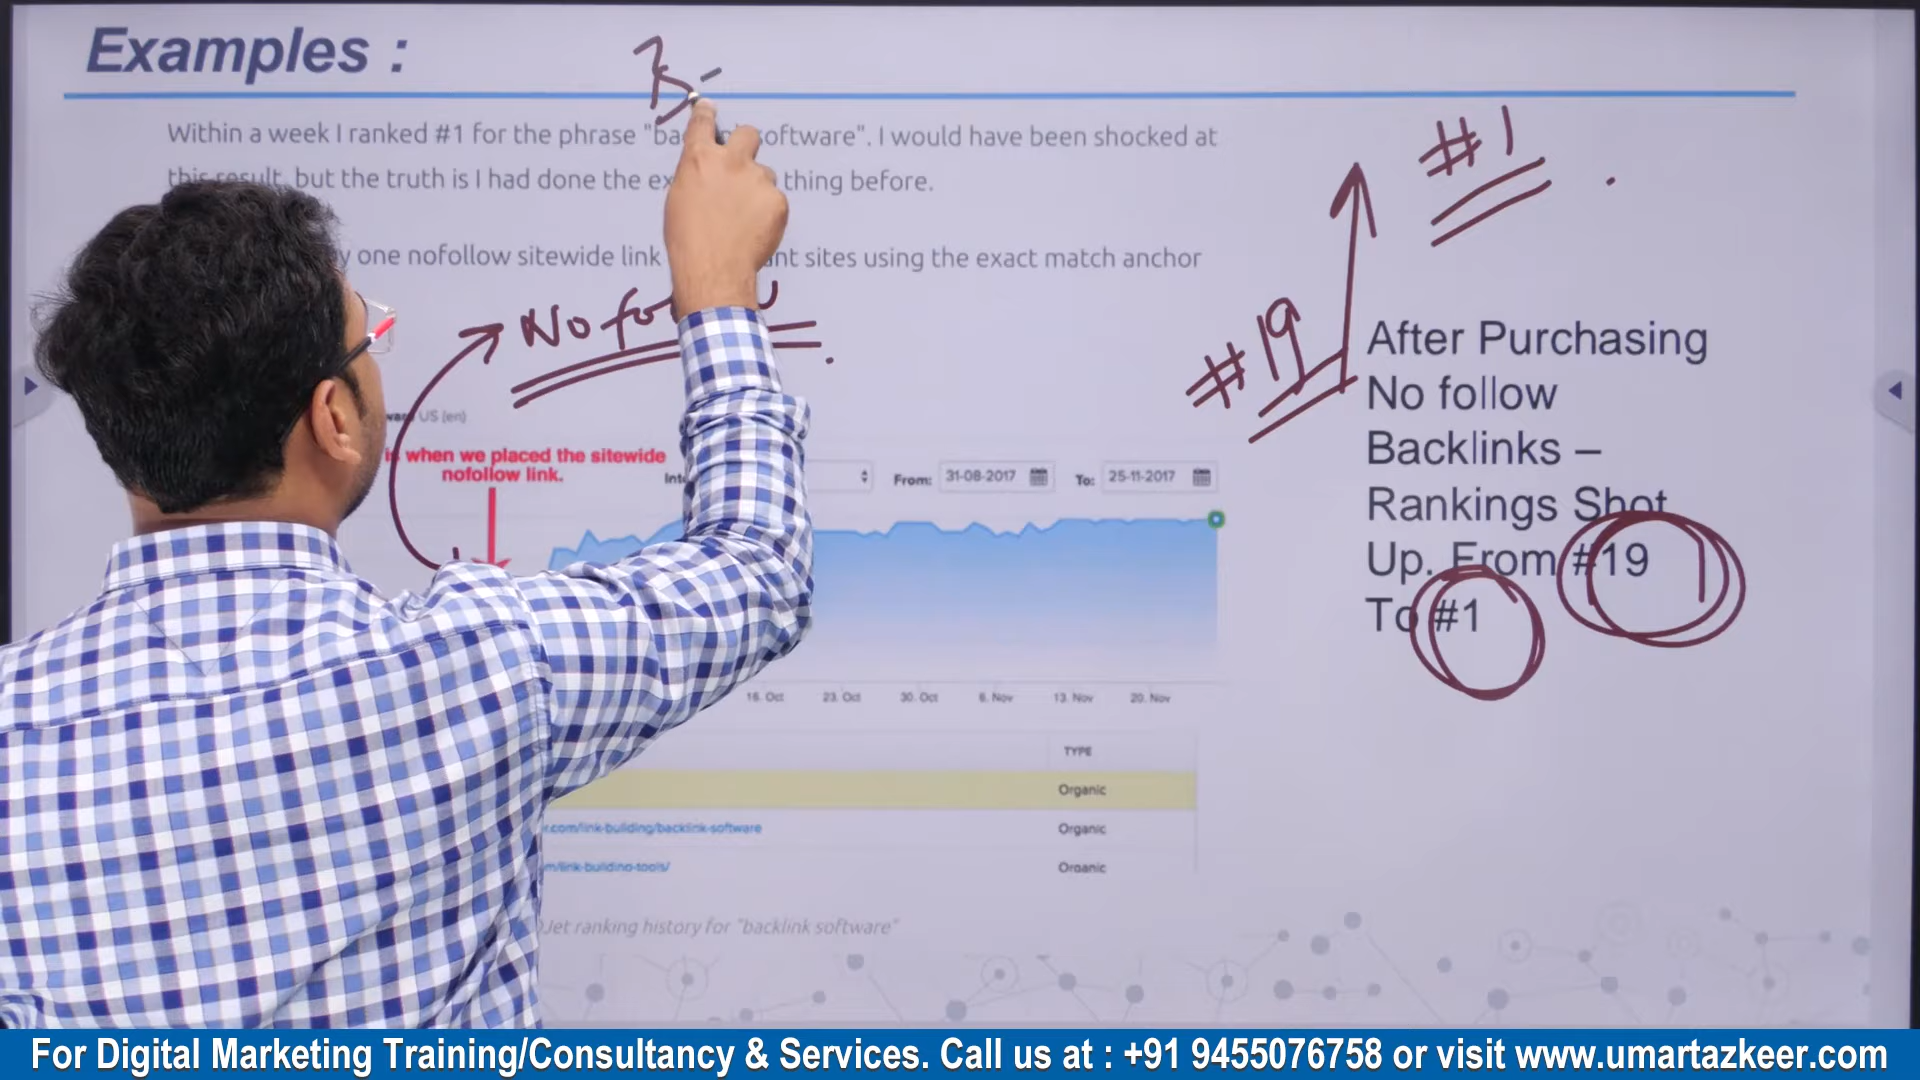 Examples :
Within a week I ranked #1 for the phrase "ba software". I would have been shocked at
this result, but the truth is I had done the thing before.
one nofollow sitewide link sites using the exact match anchor
#1
No
#19
After Purchasing
No follow
Backlinks –
Rankings Shot
Up. From #19
To #1
US (en)
when we placed the sitewide
nofollow link.
From: 31-08-2017 To: 25-11-2017
16. Oct 23. Oct 30. Oct 6. Nov 13. Nov 20. Nov
TYPE
Organic
.com/link-building/backlink-software Organic
m/link-building-tools/ Organic
Jet ranking history for "backlink software"
For Digital Marketing Training/Consultancy & Services. Call us at : +91 9455076758 or visit www.umartazkeer.com